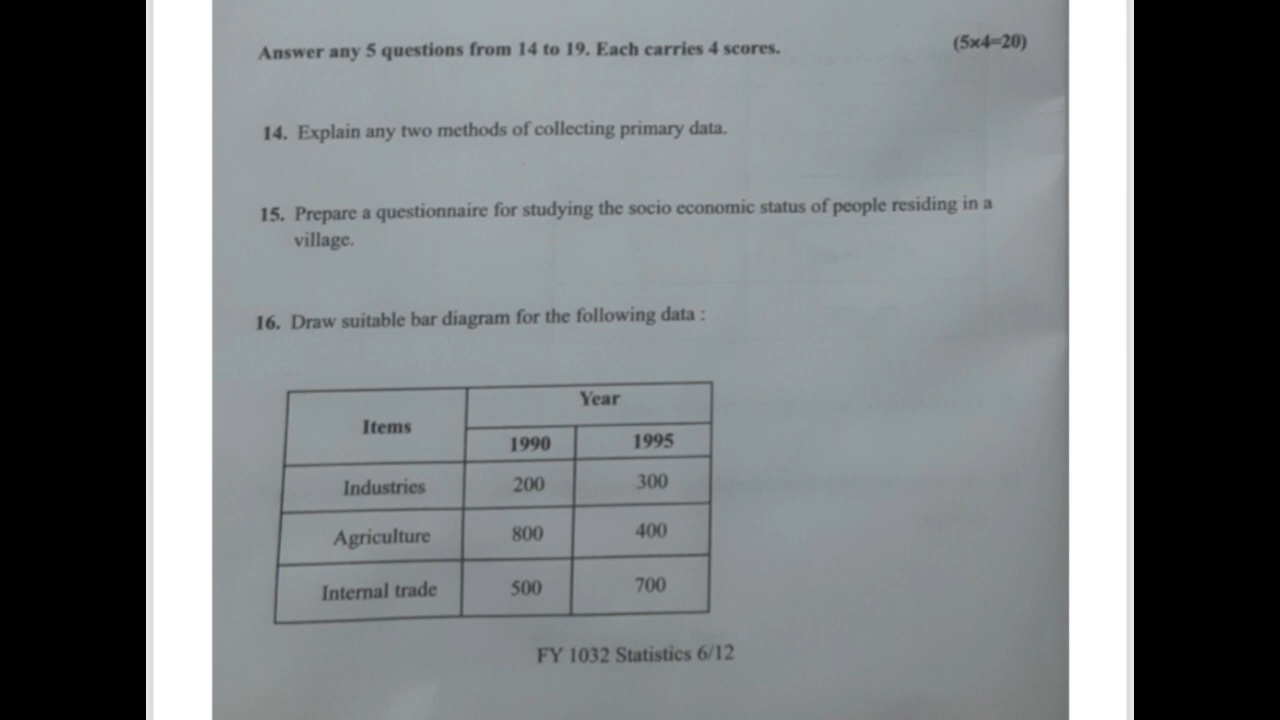 Answer any 5 questions from 14 to 19. Each carries 4 scores. (5x4=20)
14. Explain any two methods of collecting primary data.
15. Prepare a questionnaire for studying the socio economic status of people residing in a
village.
16. Draw suitable bar diagram for the following data :
Items Year
1990 1995
Industries 200 300
Agriculture 800 400
Internal trade 500 700
FY 1032 Statistics 6/12